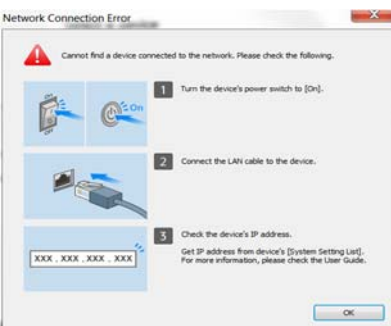 Network Connection Error
Cannot find a device connected to the network. Please check the following.
1
Turn the device's power switch to [On].
On
2
Connect the LAN cable to the device.
3
Check the device's IP address.
XXX . XXX . XXX . XXX
Get IP address from device's [System Setting List].
For more information, please check the User Guide.
OK